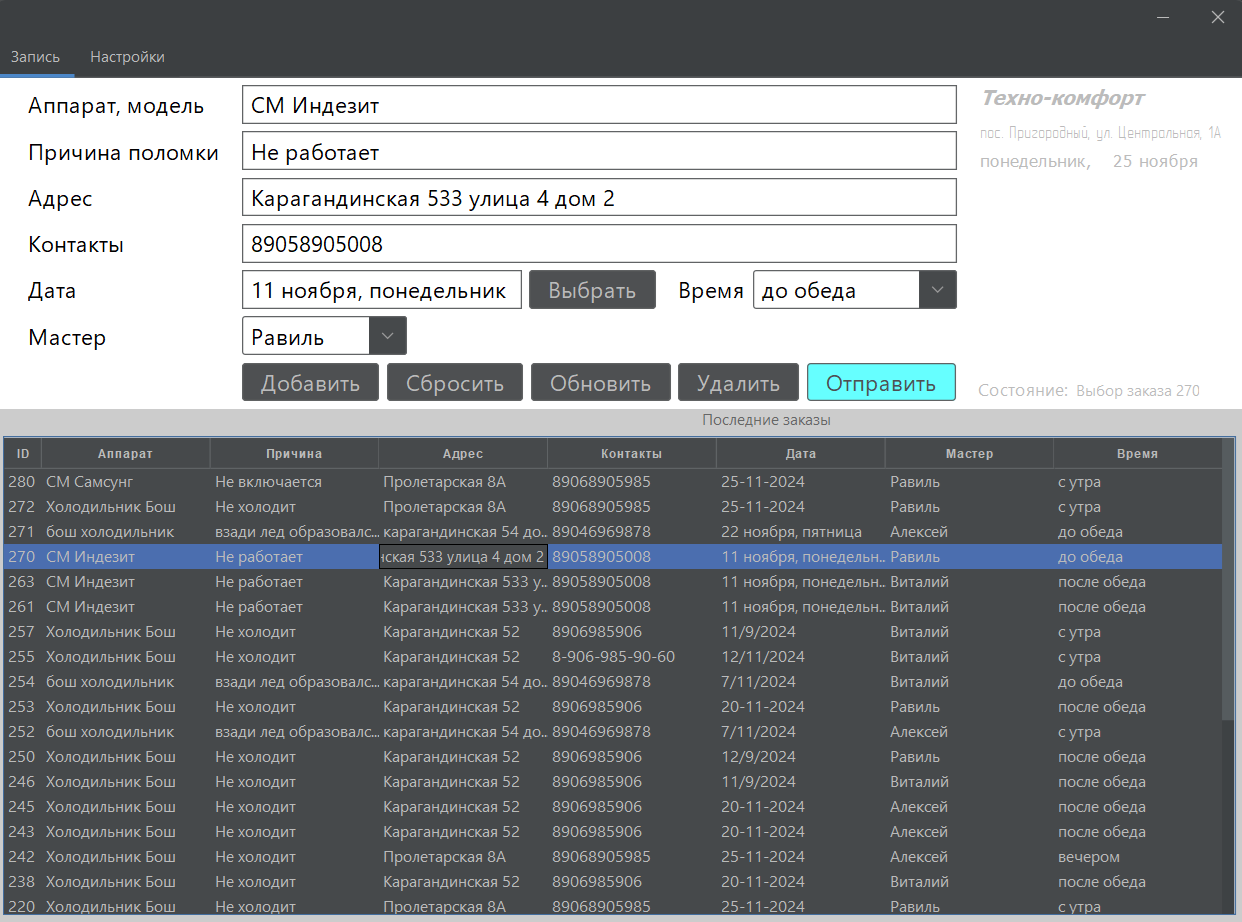 Запись Настройки
Аппарат, модель СМ Индезит Техно-комфорт
пос. Пригородный, ул. Центральная, 1А
Причина поломки Не работает понедельник, 25 ноября
Адрес Карагандинская 533 улица 4 дом 2
Контакты 89058905008
Дата 11 ноября, понедельник Выбрать Время до обеда
Мастер Равиль
Добавить Сбросить Обновить Удалить Отправить Состояние: Выбор заказа 270
Последние заказы
ID Аппарат Причина Адрес Контакты Дата Мастер Время
280 СМ Самсунг Не включается Пролетарская 8А 89068905985 25-11-2024 Равиль с утра
272 Холодильник Бош Не холодит Пролетарская 8А 89068905985 25-11-2024 Равиль с утра
271 бош холодильник взади лед образовалс... карагандинская 54 до.. 89046969878 22 ноября, пятница Алексей до обеда
270 СМ Индезит Не работает нская 533 улица 4 дом 2 89058905008 11 ноября, понедельн.. Равиль до обеда
263 СМ Индезит Не работает Карагандинская 533 у.. 89058905008 11 ноября, понедельн.. Виталий после обеда
261 СМ Индезит Не работает Карагандинская 533 у.. 89058905008 11 ноября, понедельн.. Виталий после обеда
257 Холодильник Бош Не холодит Карагандинская 52 8906985906 11/9/2024 Виталий с утра
255 Холодильник Бош Не холодит Карагандинская 52 8-906-985-90-60 12/11/2024 Виталий с утра
254 бош холодильник взади лед образовалс... карагандинская 54 до.. 89046969878 7/11/2024 Виталий до обеда
253 Холодильник Бош Не холодит Карагандинская 52 8906985906 20-11-2024 Равиль после обеда
252 бош холодильник взади лед образовалс... карагандинская 54 до.. 89046969878 7/11/2024 Алексей с утра
250 Холодильник Бош Не холодит Карагандинская 52 8906985906 12/9/2024 Равиль после обеда
246 Холодильник Бош Не холодит Карагандинская 52 8906985906 11/9/2024 Виталий после обеда
245 Холодильник Бош Не холодит Карагандинская 52 8906985906 20-11-2024 Алексей после обеда
243 Холодильник Бош Не холодит Карагандинская 52 8906985906 20-11-2024 Алексей после обеда
242 Холодильник Бош Не холодит Пролетарская 8А 89068905985 25-11-2024 Алексей вечером
238 Холодильник Бош Не холодит Карагандинская 52 8906985906 20-11-2024 Виталий после обеда
220 Холодильник Бош Не холодит Пролетарская 8А 89068905985 25-11-2024 Равиль с утра